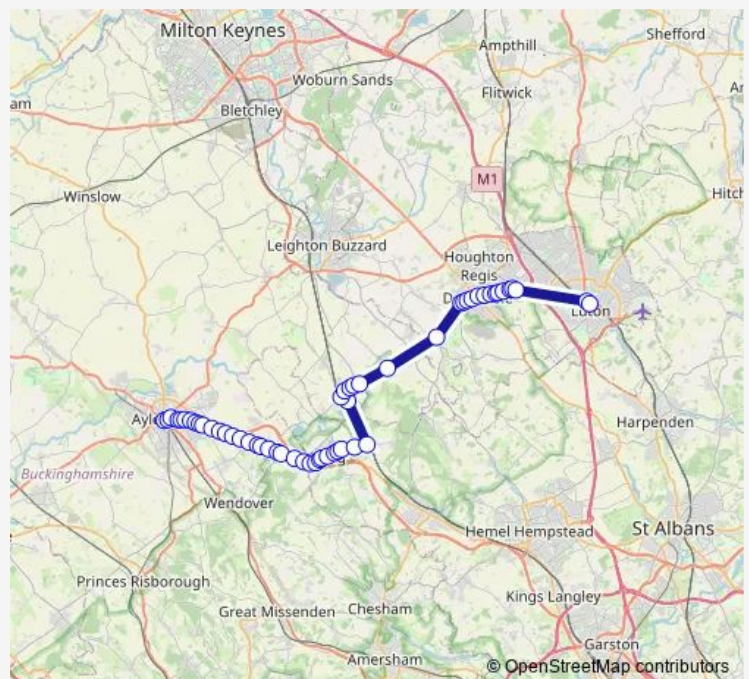 Milton Keynes
Shefford
Ampthill
Woburn Sands
Flitwick
am
Bletchley
M1
Winslow
Hitch
Leighton Buzzard
Houghton
Regis
Luton
Harpenden
Buckinghamshire
Wendover
Hemel Hempstead
St Albans
Princes Risborough
Kings Langley
Great Missenden
Chesham
Garston
Amersham
© OpenStreetMap contributors